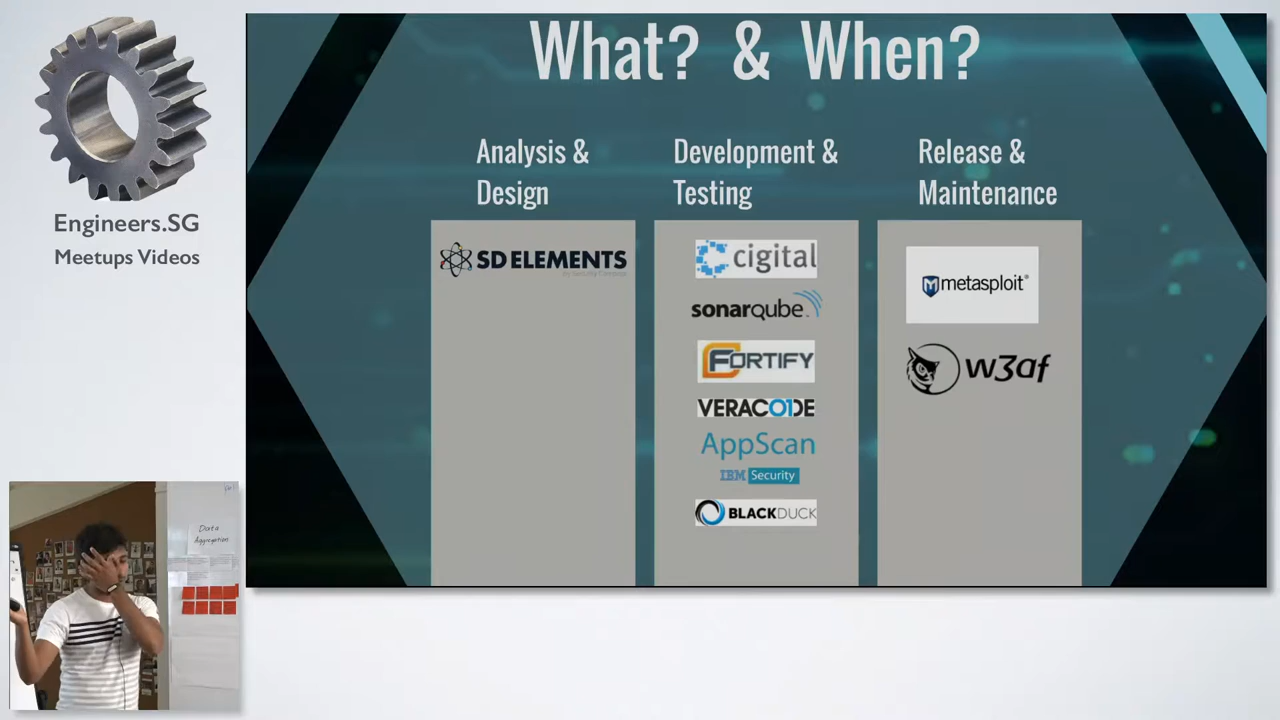 What? & When?
Analysis &
Design
Development &
Testing
Release &
Maintenance
SD ELEMENTS
cigital
sonarqube
FORTIFY
VERACODE
AppScan
IBM Security
BLACKDUCK
metasploit®
w3af
Engineers.SG
Meetups Videos
Data
Aggregation